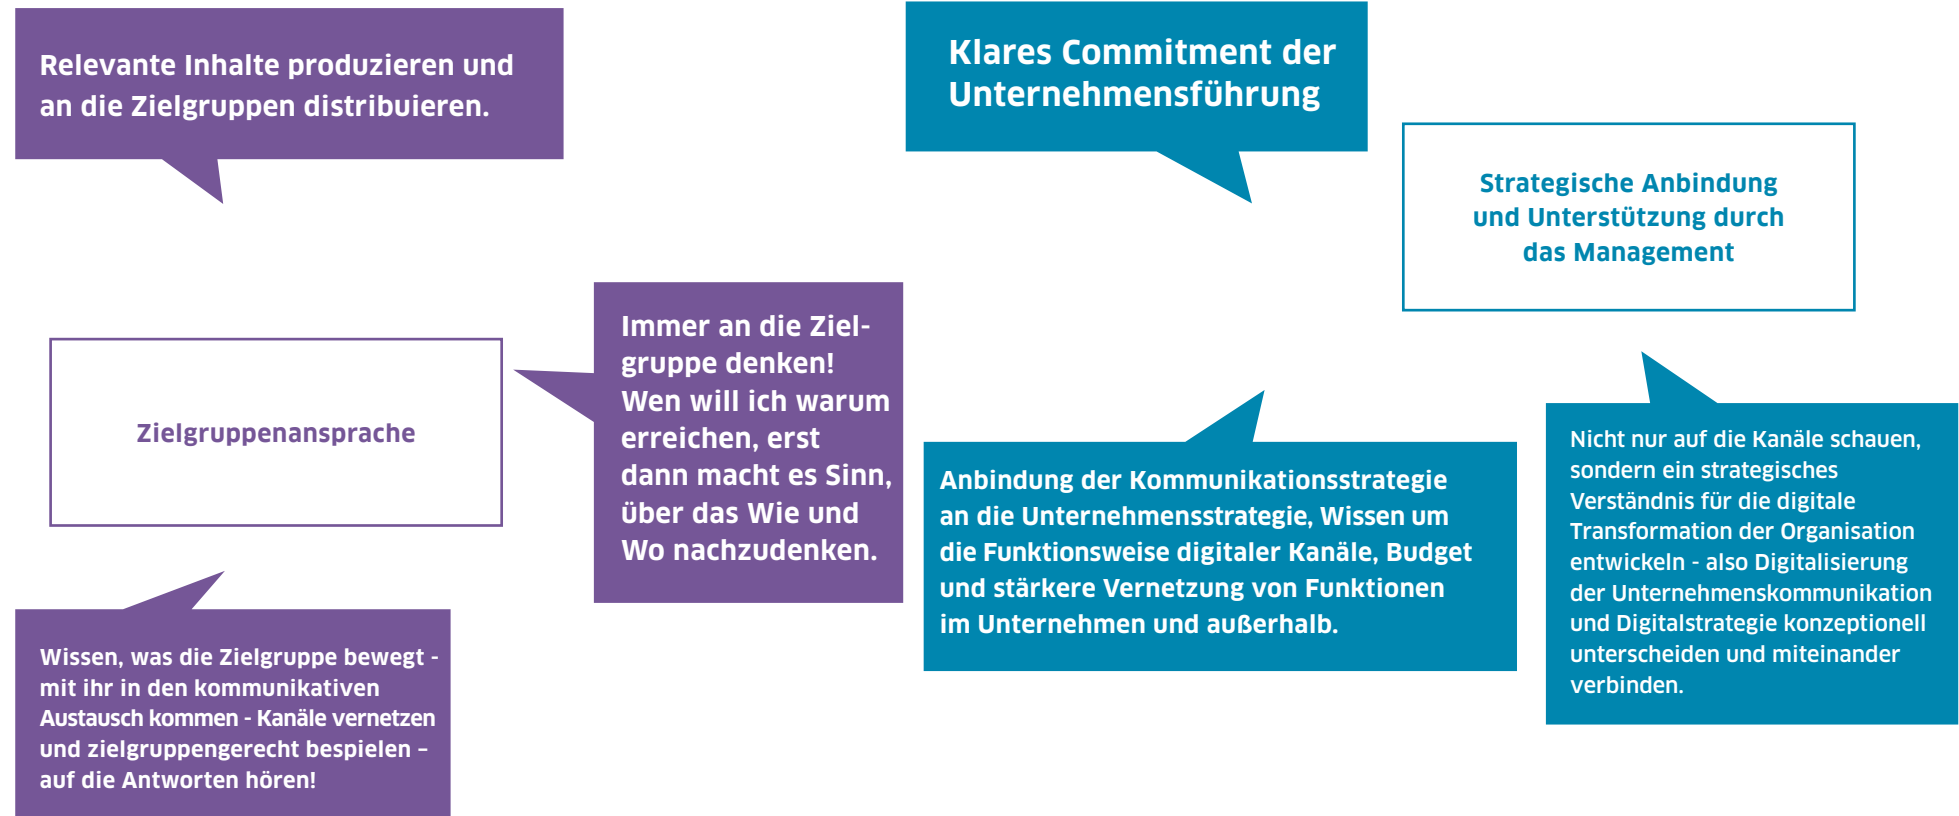 Relevante Inhalte produzieren und
an die Zielgruppen distribuieren.
Zielgruppenansprache
Immer an die Ziel-
gruppe denken!
Wen will ich warum
erreichen, erst
dann macht es Sinn,
über das Wie und
Wo nachzudenken.
Wissen, was die Zielgruppe bewegt -
mit ihr in den kommunikativen
Austausch kommen - Kanäle vernetzen
und zielgruppengerecht bespielen –
auf die Antworten hören!
Klares Commitment der
Unternehmensführung
Strategische Anbindung
und Unterstützung durch
das Management
Anbindung der Kommunikationsstrategie
an die Unternehmensstrategie, Wissen um
die Funktionsweise digitaler Kanäle, Budget
und stärkere Vernetzung von Funktionen
im Unternehmen und außerhalb.
Nicht nur auf die Kanäle schauen,
sondern ein strategisches
Verständnis für die digitale
Transformation der Organisation
entwickeln - also Digitalisierung
der Unternehmenskommunikation
und Digitalstrategie konzeptionell
unterscheiden und miteinander
verbinden.